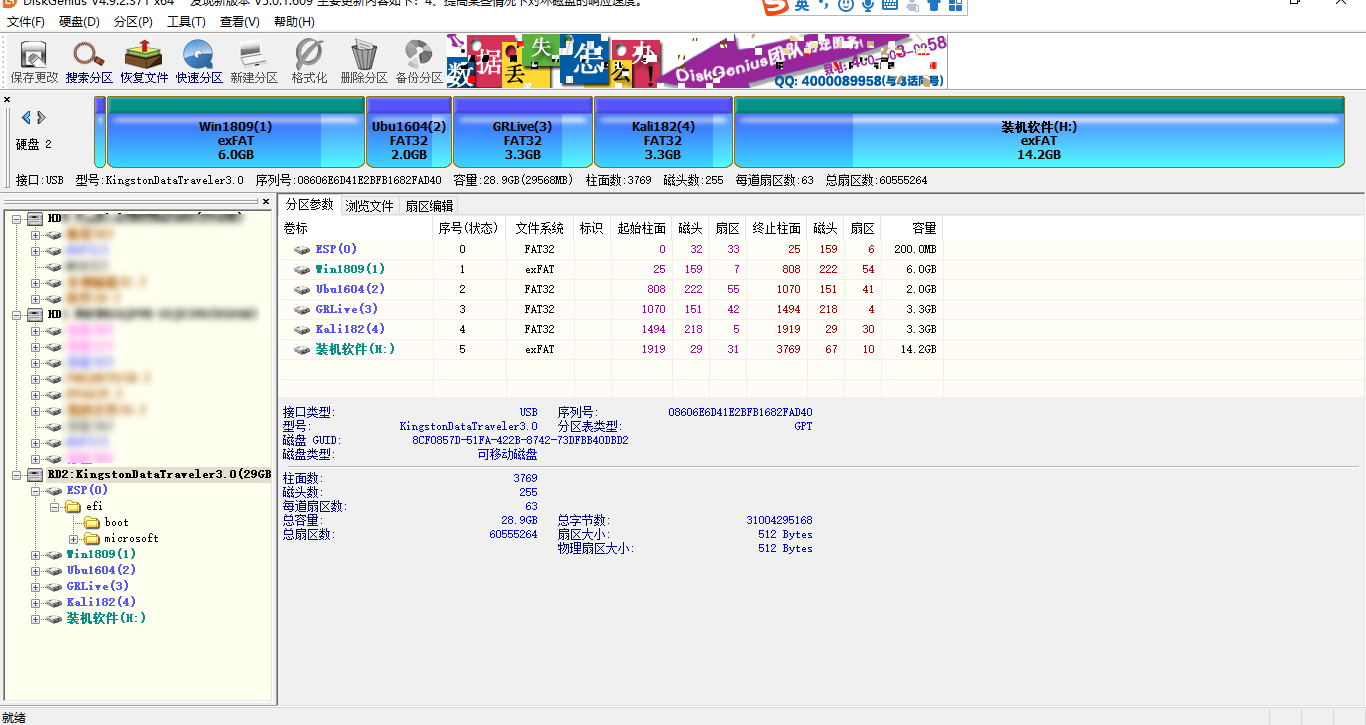 DiskGenius V4.9.2.371 x64 发现新版本 V5.0.1.609 主要更新内容如下：4、提高某些情况下对坏磁盘的响应速度。
英
文件(F) 硬盘(D) 分区(P) 工具(T) 查看(V) 帮助(H)
保存更改 搜索分区 恢复文件 快速分区 新建分区 格式化 删除分区 备份分区
数据丢失怎么办!
DiskGenius团队
QQ: 4000089958(与电话同号)
硬盘 2
Win1809(1) exFAT 6.0GB
Ubu1604(2) FAT32 2.0GB
GRLive(3) FAT32 3.3GB
Kali182(4) FAT32 3.3GB
装机软件(H:) exFAT 14.2GB
接口:USB 型号:KingstonDataTraveler3.0 序列号:08606E6D41E2BFB1682FAD40 容量:28.9GB(29568MB) 柱面数:3769 磁头数:255 每道扇区数:63 总扇区数:60555264
HD
HD
RD2:KingstonDataTraveler3.0(29GB
ESP(0)
efi
boot
microsoft
Win1809(1)
Ubu1604(2)
GRLive(3)
Kali182(4)
装机软件(H:)
分区参数 浏览文件 扇区编辑
卷标 序号(状态) 文件系统 标识 起始柱面 磁头 扇区 终止柱面 磁头 扇区 容量
ESP(0) 0 FAT32 0 32 33 25 159 6 200.0MB
Win1809(1) 1 exFAT 25 159 7 808 222 54 6.0GB
Ubu1604(2) 2 FAT32 808 222 55 1070 151 41 2.0GB
GRLive(3) 3 FAT32 1070 151 42 1494 218 4 3.3GB
Kali182(4) 4 FAT32 1494 218 5 1919 29 30 3.3GB
装机软件(H:) 5 exFAT 1919 29 31 3769 67 10 14.2GB
接口类型: USB 序列号: 08606E6D41E2BFB1682FAD40
型号: KingstonDataTraveler3.0 分区表类型: GPT
磁盘 GUID: 8CF0857D-51FA-422B-8742-73DFBB40DBD2
磁盘类型: 可移动磁盘
柱面数: 3769
磁头数: 255
每道扇区数: 63
总容量: 28.9GB 总字节数: 31004295168
总扇区数: 60555264 扇区大小: 512 Bytes
物理扇区大小: 512 Bytes
就绪